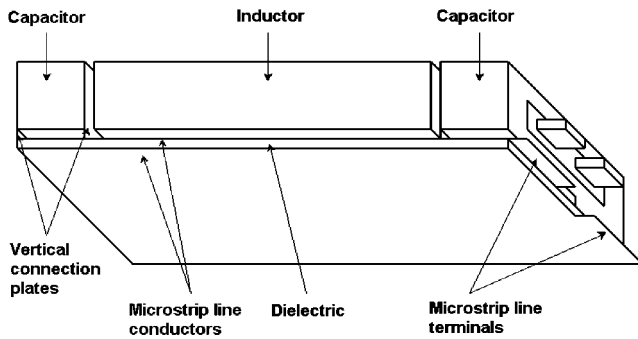 Capacitor
Inductor
Capacitor
Vertical
connection
plates
Microstrip line
conductors
Dielectric
Microstrip line
terminals